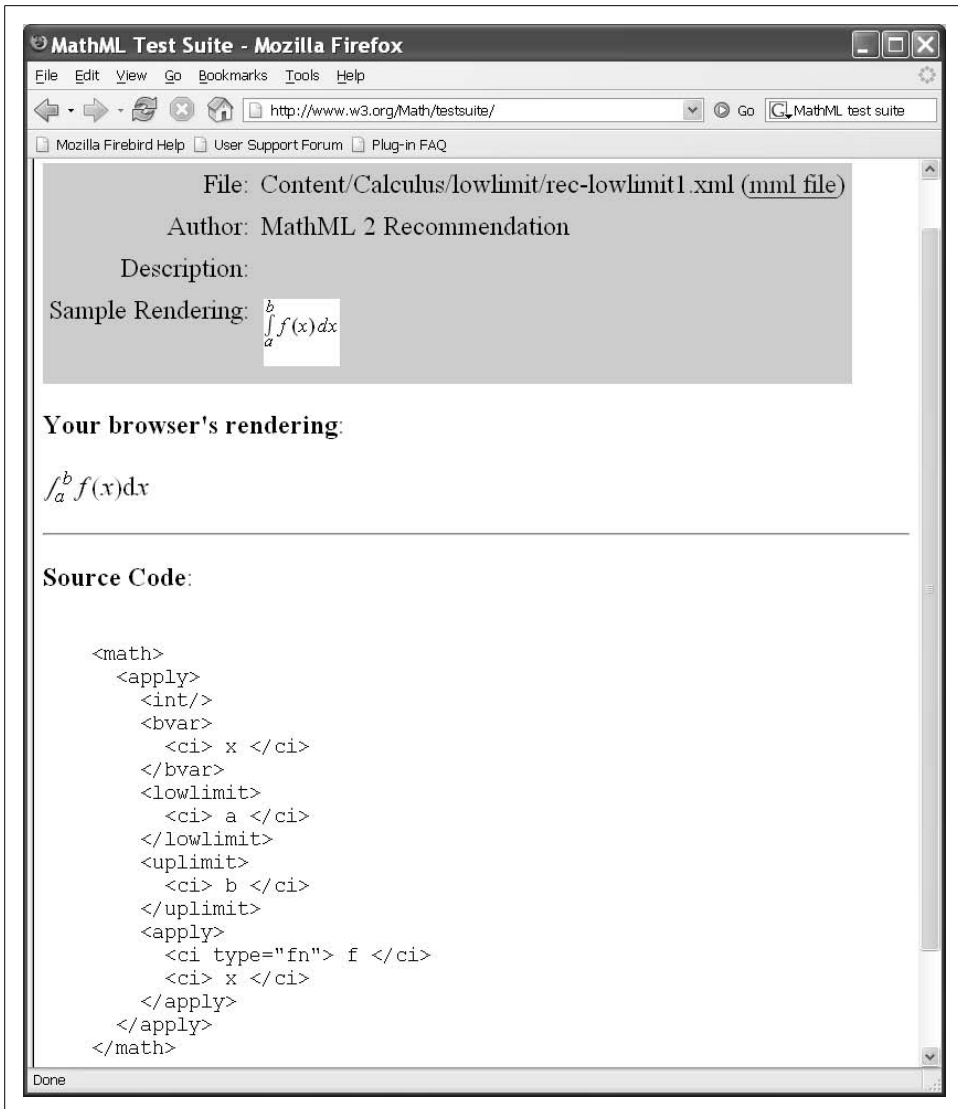 MathML Test Suite - Mozilla Firefox
File Edit View Go Bookmarks Tools Help
http://www.w3.org/Math/testsuite/ Go G MathML test suite
Mozilla Firebird Help User Support Forum Plug-in FAQ
File: Content/Calculus/lowlimit/rec-lowlimit1.xml (mml file)
Author: MathML 2 Recommendation
Description:
Sample Rendering: ∫_a^b f(x)dx
Your browser's rendering:
∫_a^b f(x)dx
Source Code:
<math>
  <apply>
    <int/>
    <bvar>
      <ci> x </ci>
    </bvar>
    <lowlimit>
      <ci> a </ci>
    </lowlimit>
    <uplimit>
      <ci> b </ci>
    </uplimit>
    <apply>
      <ci type="fn"> f </ci>
      <ci> x </ci>
    </apply>
  </apply>
</math>
Done